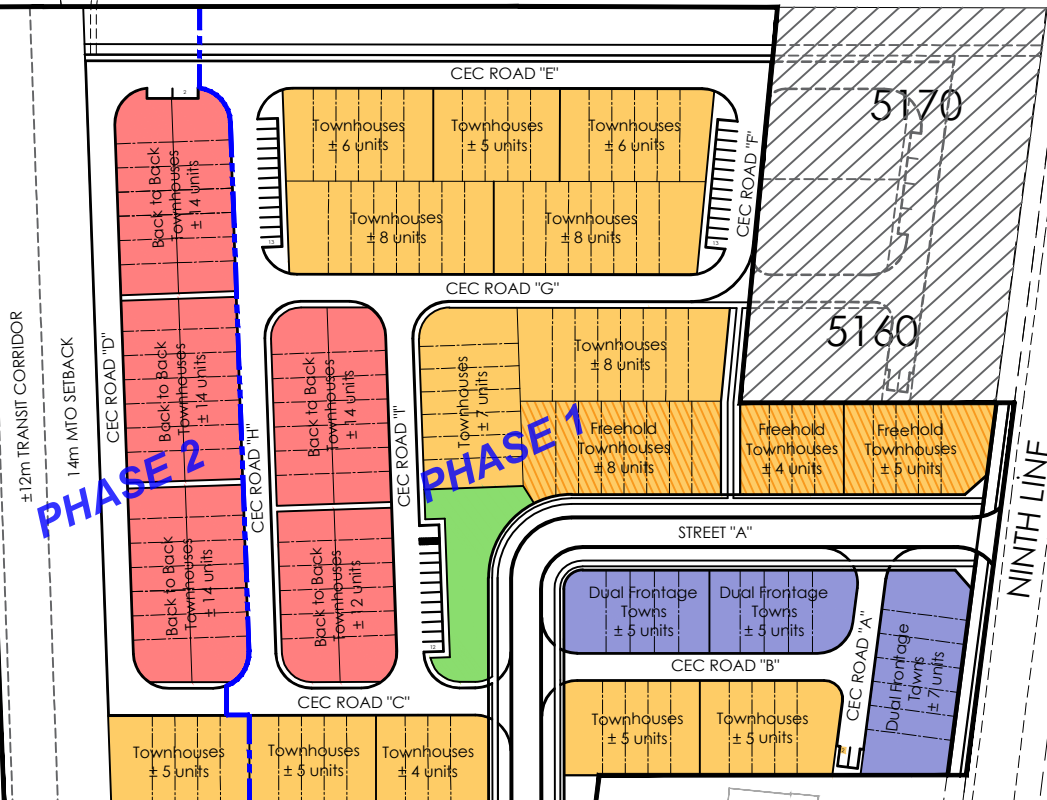 CEC ROAD "E"
5170
Townhouses
± 6 units
Townhouses
± 5 units
Townhouses
± 6 units
CEC ROAD "F"
Back to Back
Townhouses
± 14 units
2
Townhouses
± 8 units
Townhouses
± 8 units
13
13
CEC ROAD "G"
5160
±12m TRANSIT CORRIDOR
14m MTO SETBACK
CEC ROAD "D"
Back to Back
Townhouses
± 14 units
Back to Back
Townhouses
± 14 units
Townhouses
± 7 units
Townhouses
± 8 units
Freehold
Townhouses
± 8 units
Freehold
Townhouses
± 4 units
Freehold
Townhouses
± 5 units
PHASE 2
PHASE 1
CEC ROAD "H"
CEC ROAD "I"
NINTH LINE
STREET "A"
Back to Back
Townhouses
± 14 units
Back to Back
Townhouses
± 12 units
12
Dual Frontage
Towns
± 5 units
Dual Frontage
Towns
± 5 units
Dual Frontage
Towns
± 7 units
CEC ROAD "B"
CEC ROAD "A"
CEC ROAD "C"
Townhouses
± 5 units
Townhouses
± 5 units
Townhouses
± 4 units
Townhouses
± 5 units
Townhouses
± 5 units